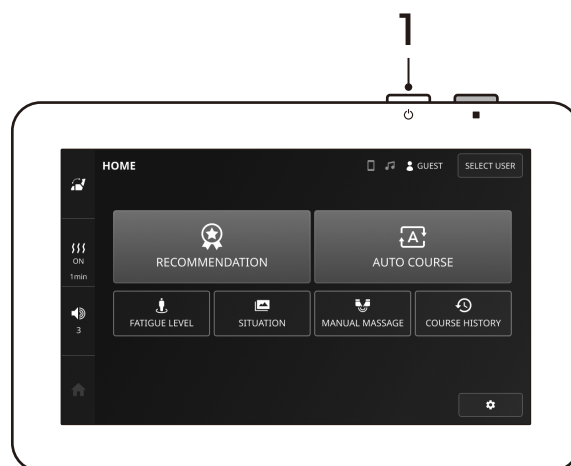 1
HOME
GUEST
SELECT USER
ON
1min
3
RECOMMENDATION
A
AUTO COURSE
FATIGUE LEVEL
SITUATION
MANUAL MASSAGE
COURSE HISTORY